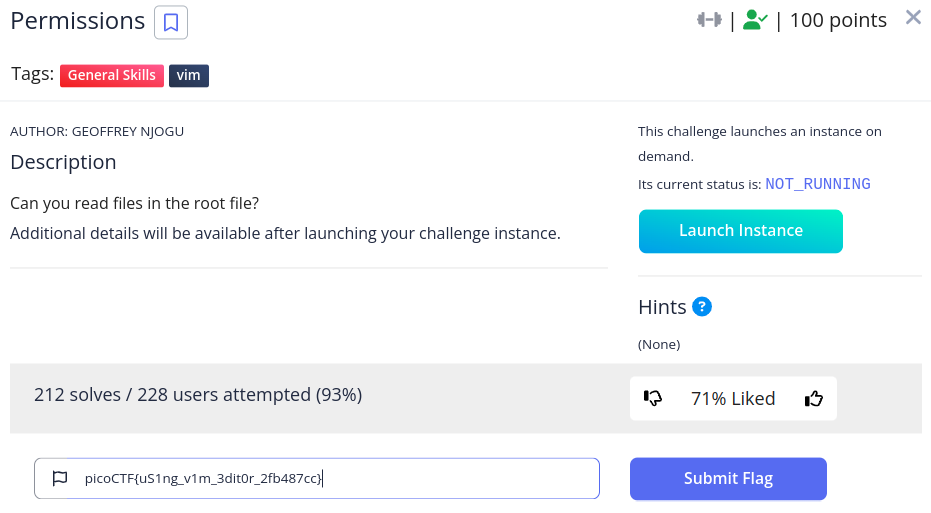 Permissions
| | 100 points
Tags: General Skills vim
AUTHOR: GEOFFREY NJOGU
Description
Can you read files in the root file?
Additional details will be available after launching your challenge instance.
This challenge launches an instance on
demand.
Its current status is: NOT_RUNNING
Launch Instance
Hints ?
(None)
212 solves / 228 users attempted (93%)
71% Liked
picoCTF{uS1ng_v1m_3dit0r_2fb487cc}
Submit Flag